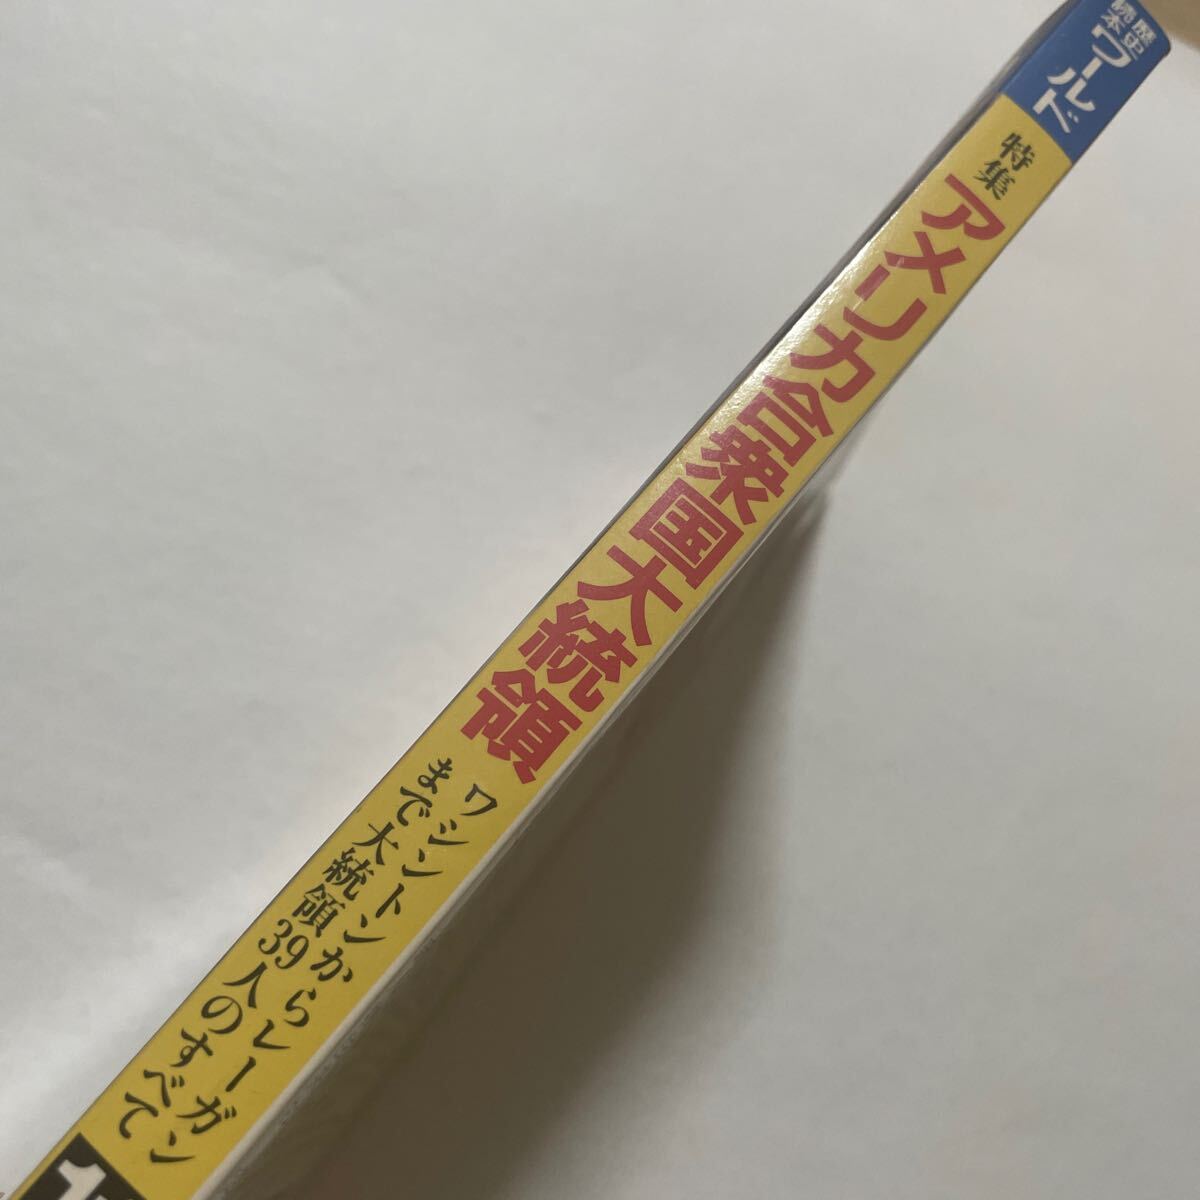 歴史読本
ワールド
特集
アメリカ合衆国大統領
ワシントンからレーガン
まで大統領39人のすべて